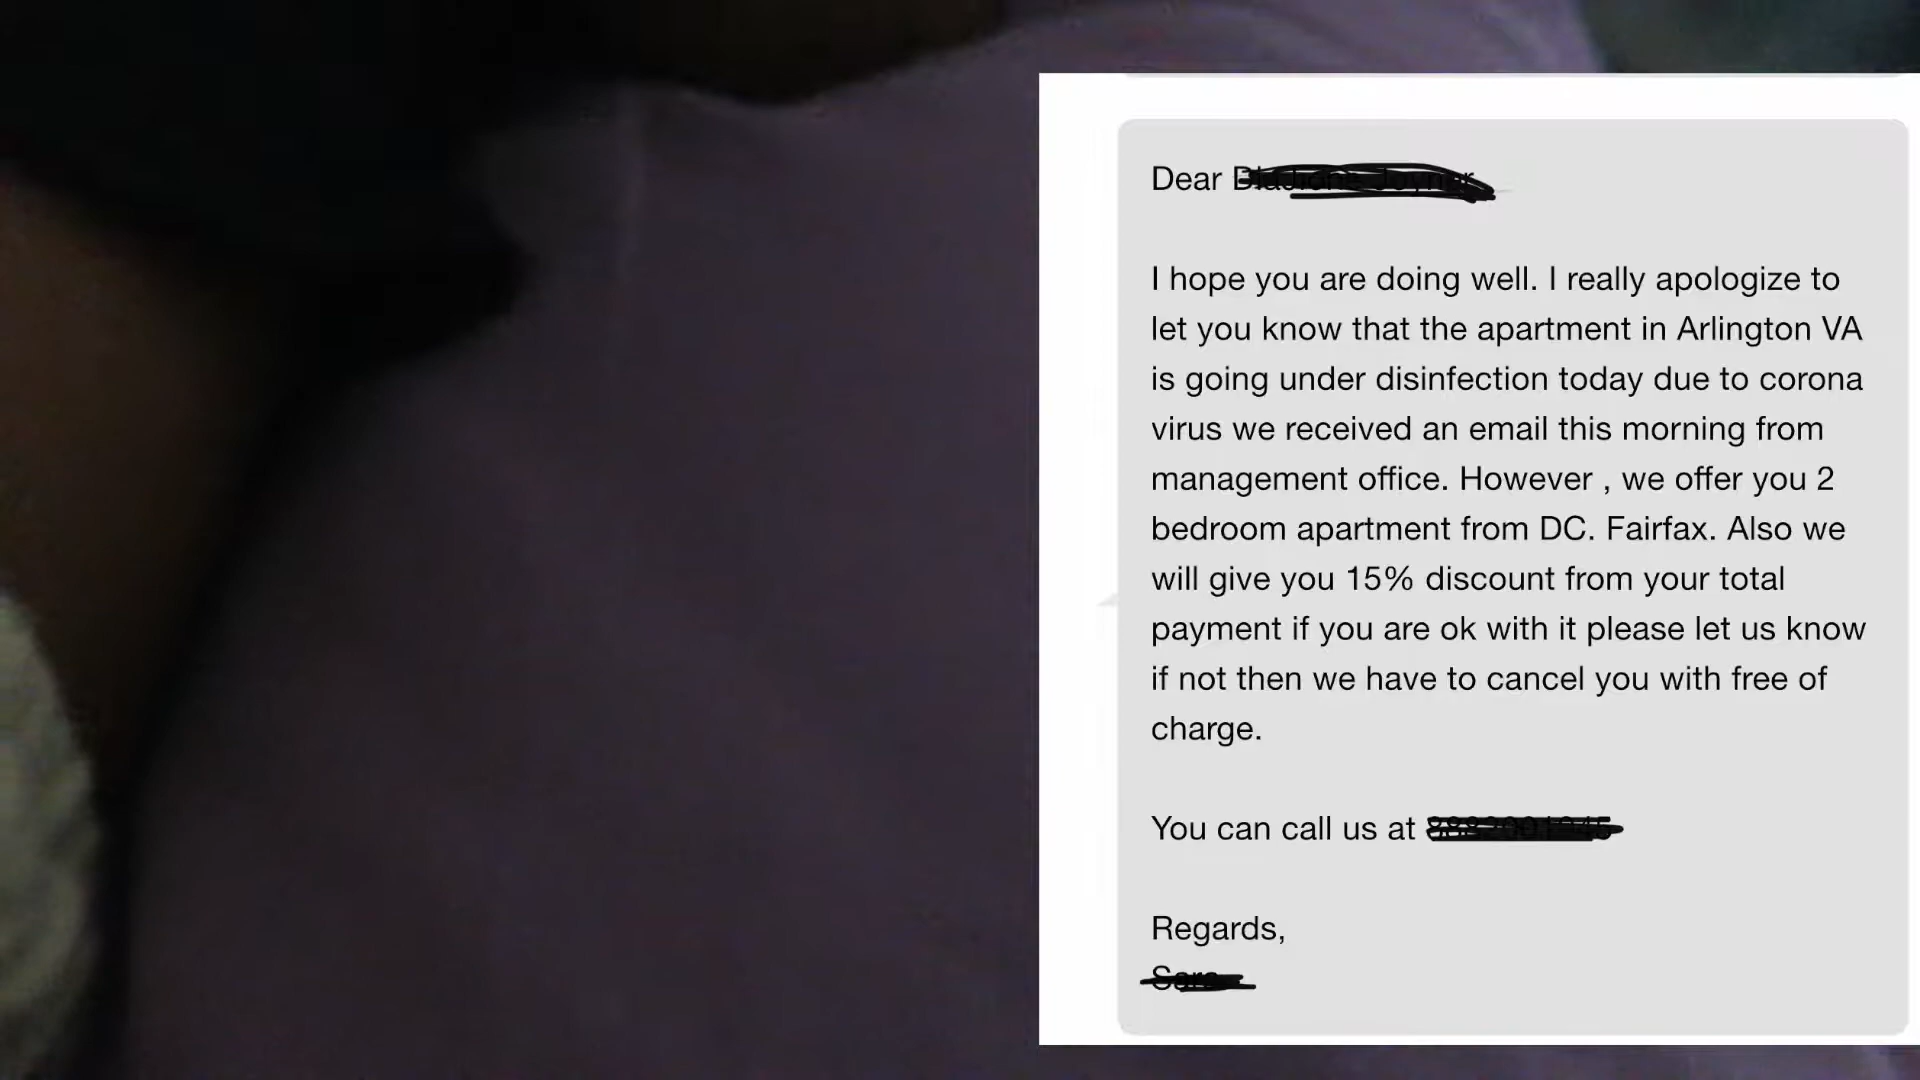 Dear
I hope you are doing well. I really apologize to
let you know that the apartment in Arlington VA
is going under disinfection today due to corona
virus we received an email this morning from
management office. However , we offer you 2
bedroom apartment from DC. Fairfax. Also we
will give you 15% discount from your total
payment if you are ok with it please let us know
if not then we have to cancel you with free of
charge.
You can call us at
Regards,